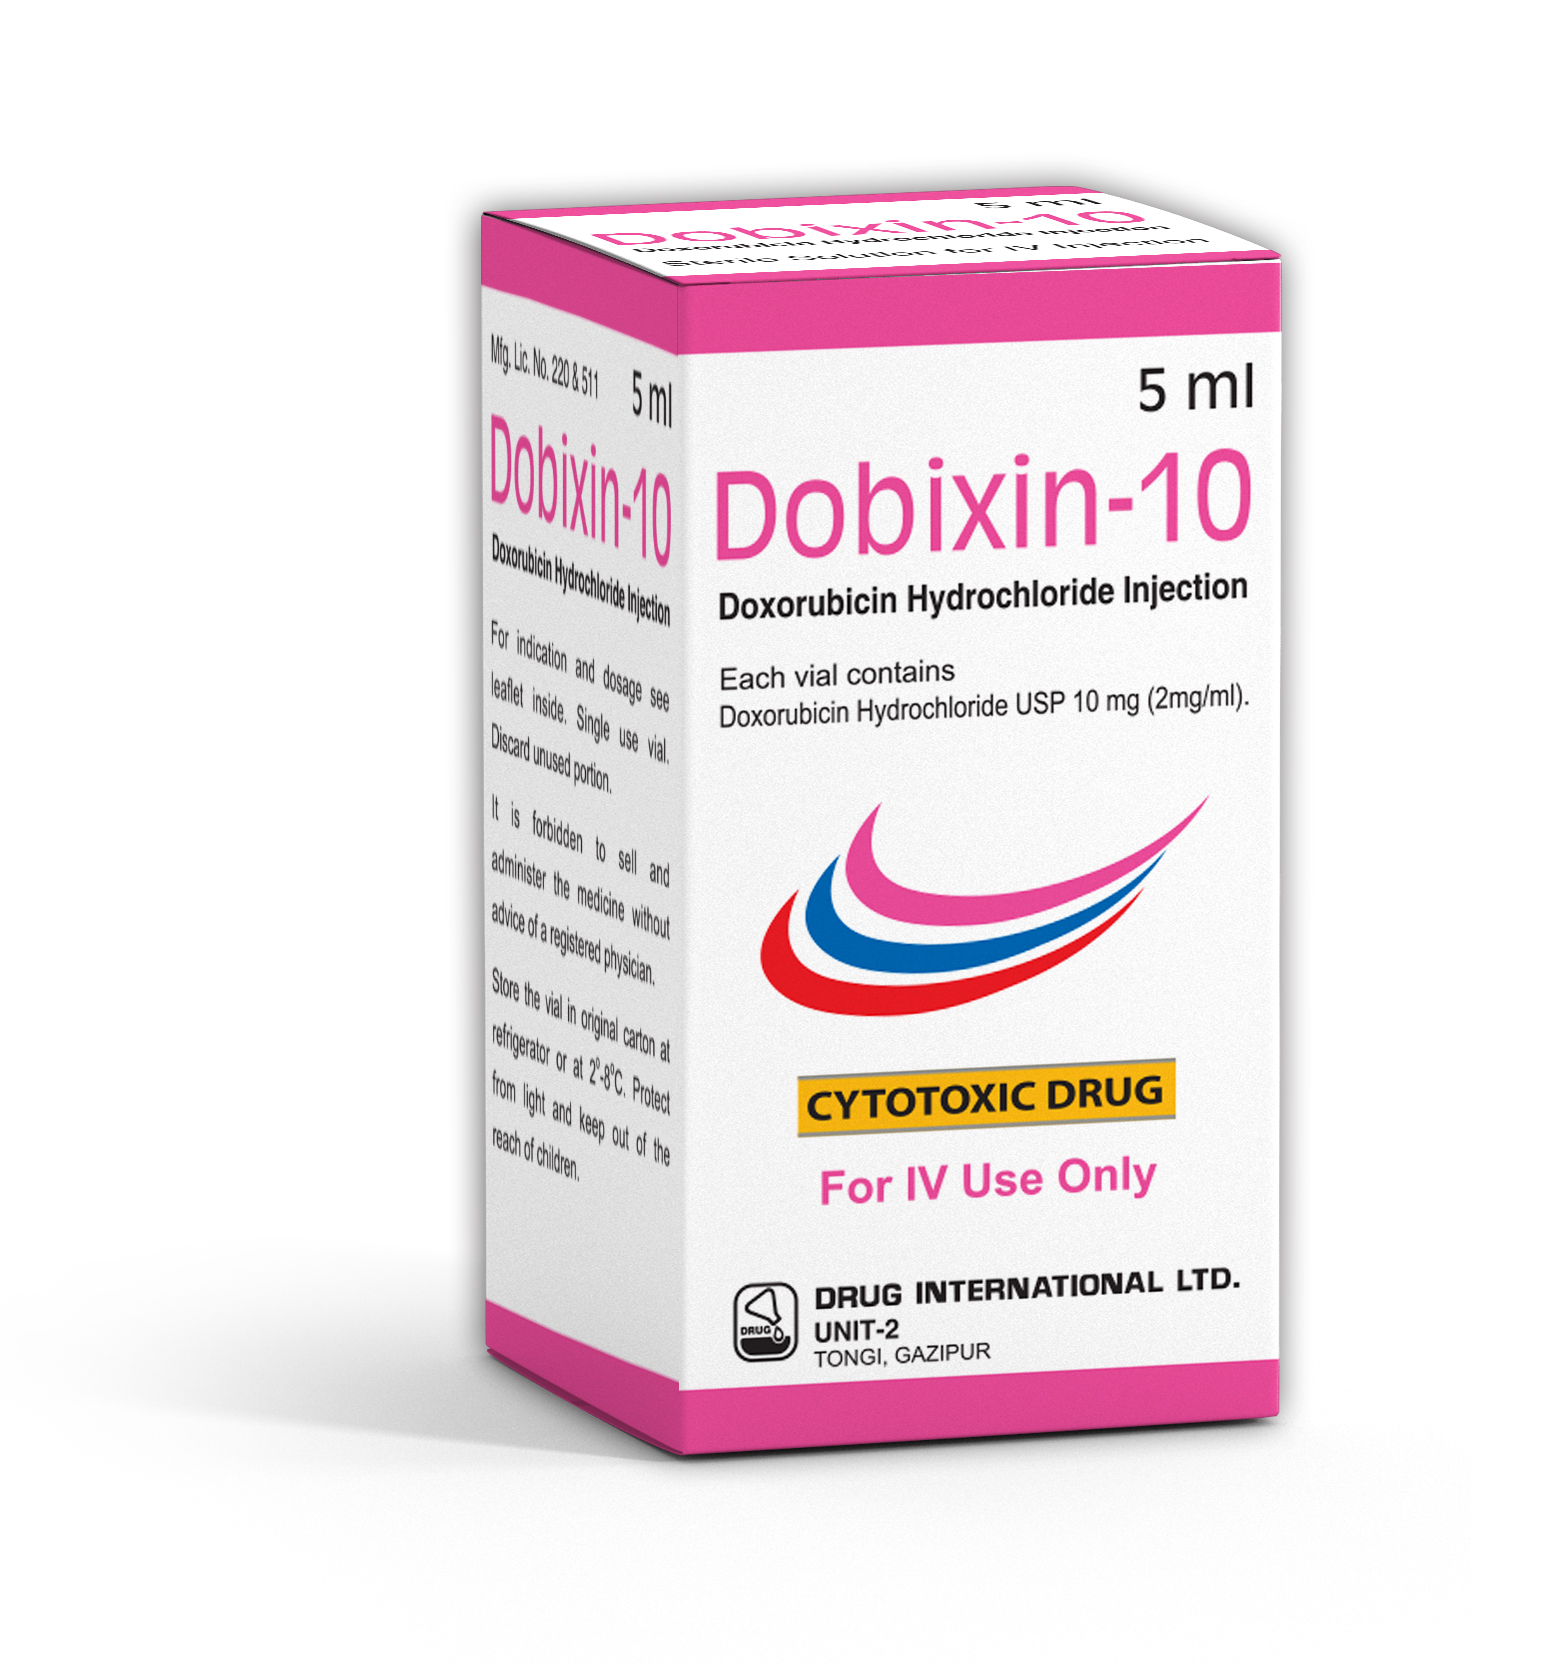 5 ml
Dobixin-10
Doxorubicin Hydrochloride Injection
Sterile Solution for IV Injection
Mfg. Lic. No. 220 & 511 5 ml
Dobixin-10
Doxorubicin Hydrochloride Injection
For indication and dosage see
leaflet inside. Single use vial.
Discard unused portion.
It is forbidden to sell and
administer the medicine without
advice of a registered physician.
Store the vial in original carton at
refrigerator or at 2°-8°C. Protect
from light and keep out of the
reach of children.
5 ml
Dobixin-10
Doxorubicin Hydrochloride Injection
Each vial contains
Doxorubicin Hydrochloride USP 10 mg (2mg/ml).
CYTOTOXIC DRUG
For IV Use Only
DRUG
DRUG INTERNATIONAL LTD.
UNIT-2
TONGI, GAZIPUR